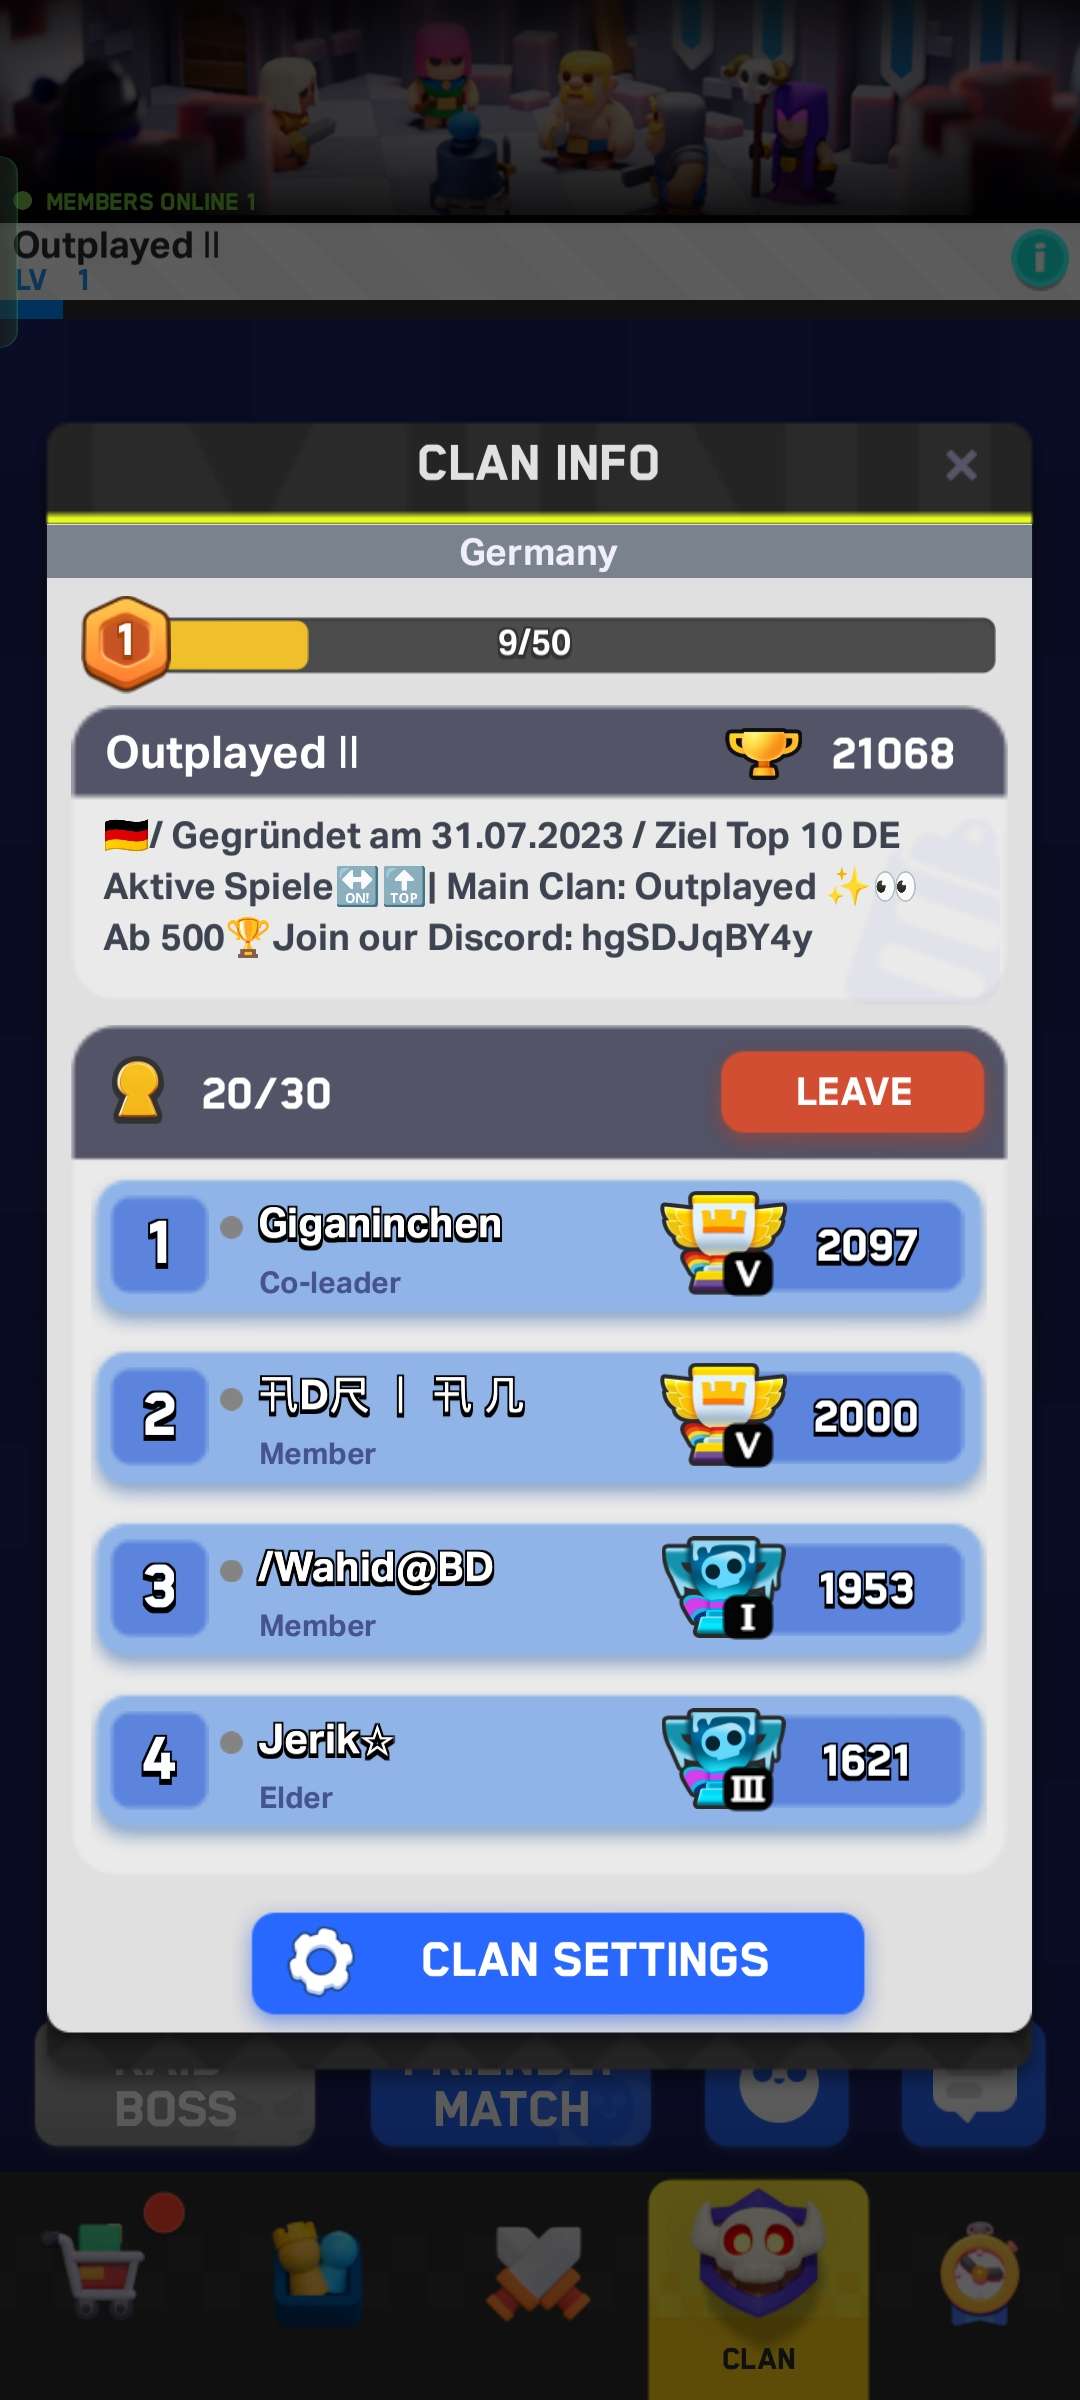 MEMBERS ONLINE 1
Outplayed II
LV 1
CLAN INFO
Germany
1
9/50
Outplayed II
21068
🇩🇪/ Gegründet am 31.07.2023 / Ziel Top 10 DE
Aktive Spiele🔛🔝| Main Clan: Outplayed ✨👀
Ab 500🏆Join our Discord: hgSDJqBY4y
20/30
LEAVE
1
Giganinchen
Co-leader
V
2097
2
卂D尺 | 卂 几
Member
V
2000
3
/Wahid@BD
Member
I
1953
4
Jerik☆
Elder
III
1621
CLAN SETTINGS
BOSS
MATCH
CLAN